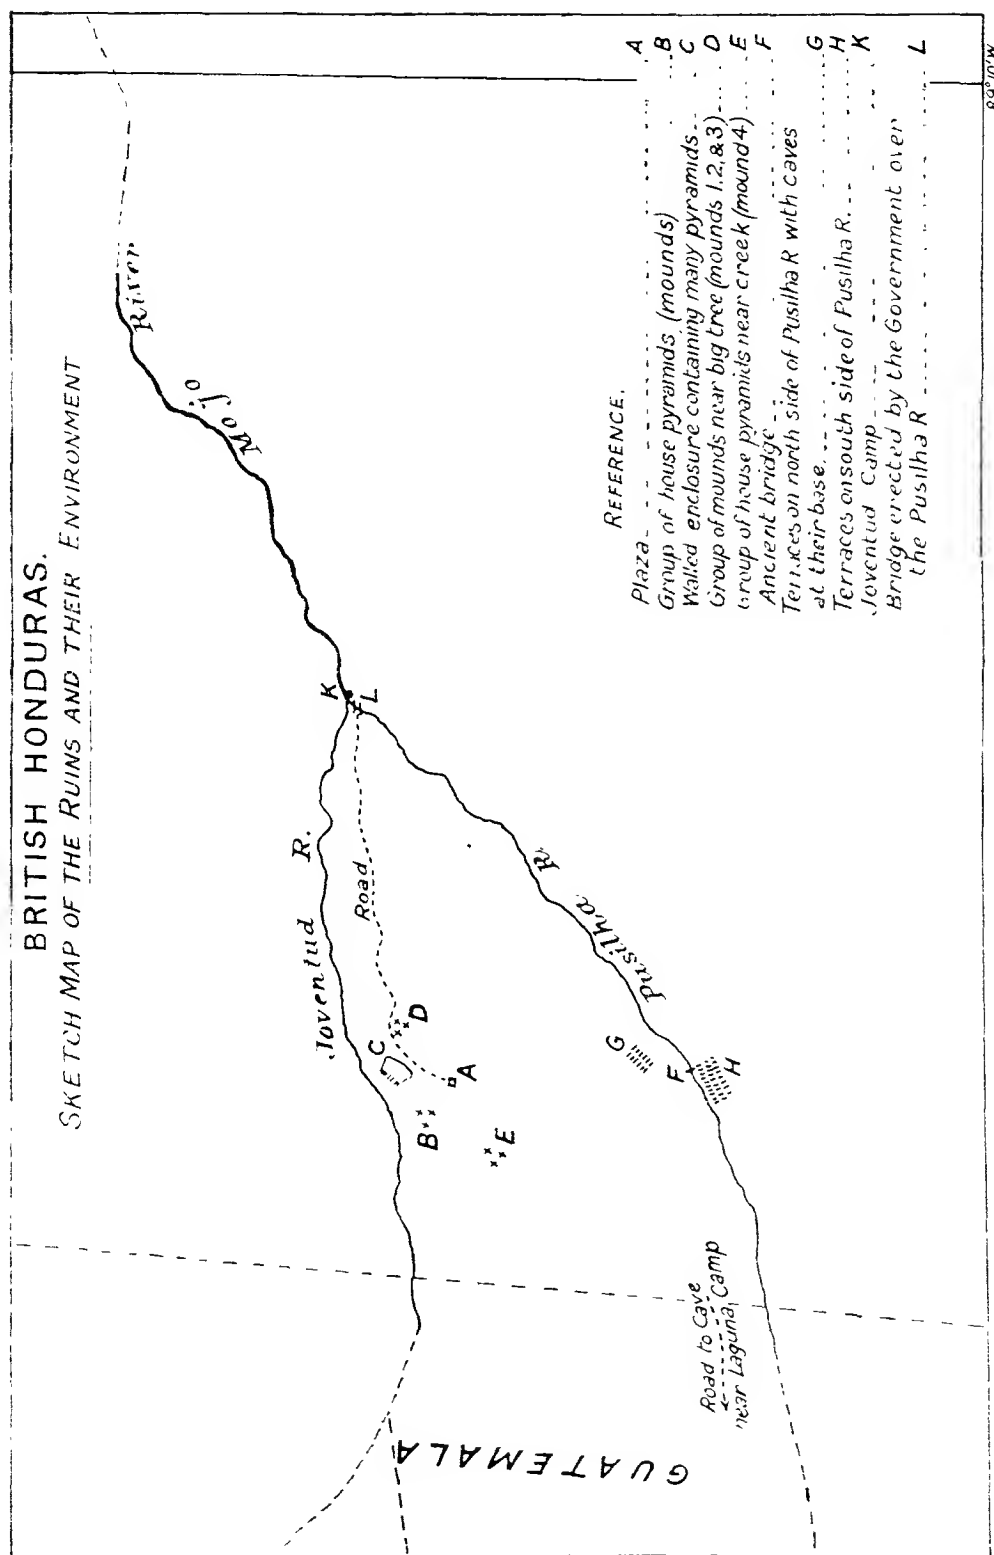 BRITISH HONDURAS.
SKETCH MAP OF THE RUINS AND THEIR ENVIRONMENT
River
Mojo
K
L
Joventud R.
Road
Pusilha R
C
D
A
B
E
G
F
H
Road to Cave
near Laguna Camp
GUATEMALA
REFERENCE.
Plaza A
Group of house pyramids (mounds) B
Walled enclosure containing many pyramids C
Group of mounds near big tree (mounds 1.2,&3) D
Group of house pyramids near creek (mound 4) E
Ancient bridge F
Terraces on north side of Pusilha R with caves
at their base G
Terraces on south side of Pusilha R. H
Joventud Camp K
Bridge erected by the Government over
the Pusilha R L
89°10'W